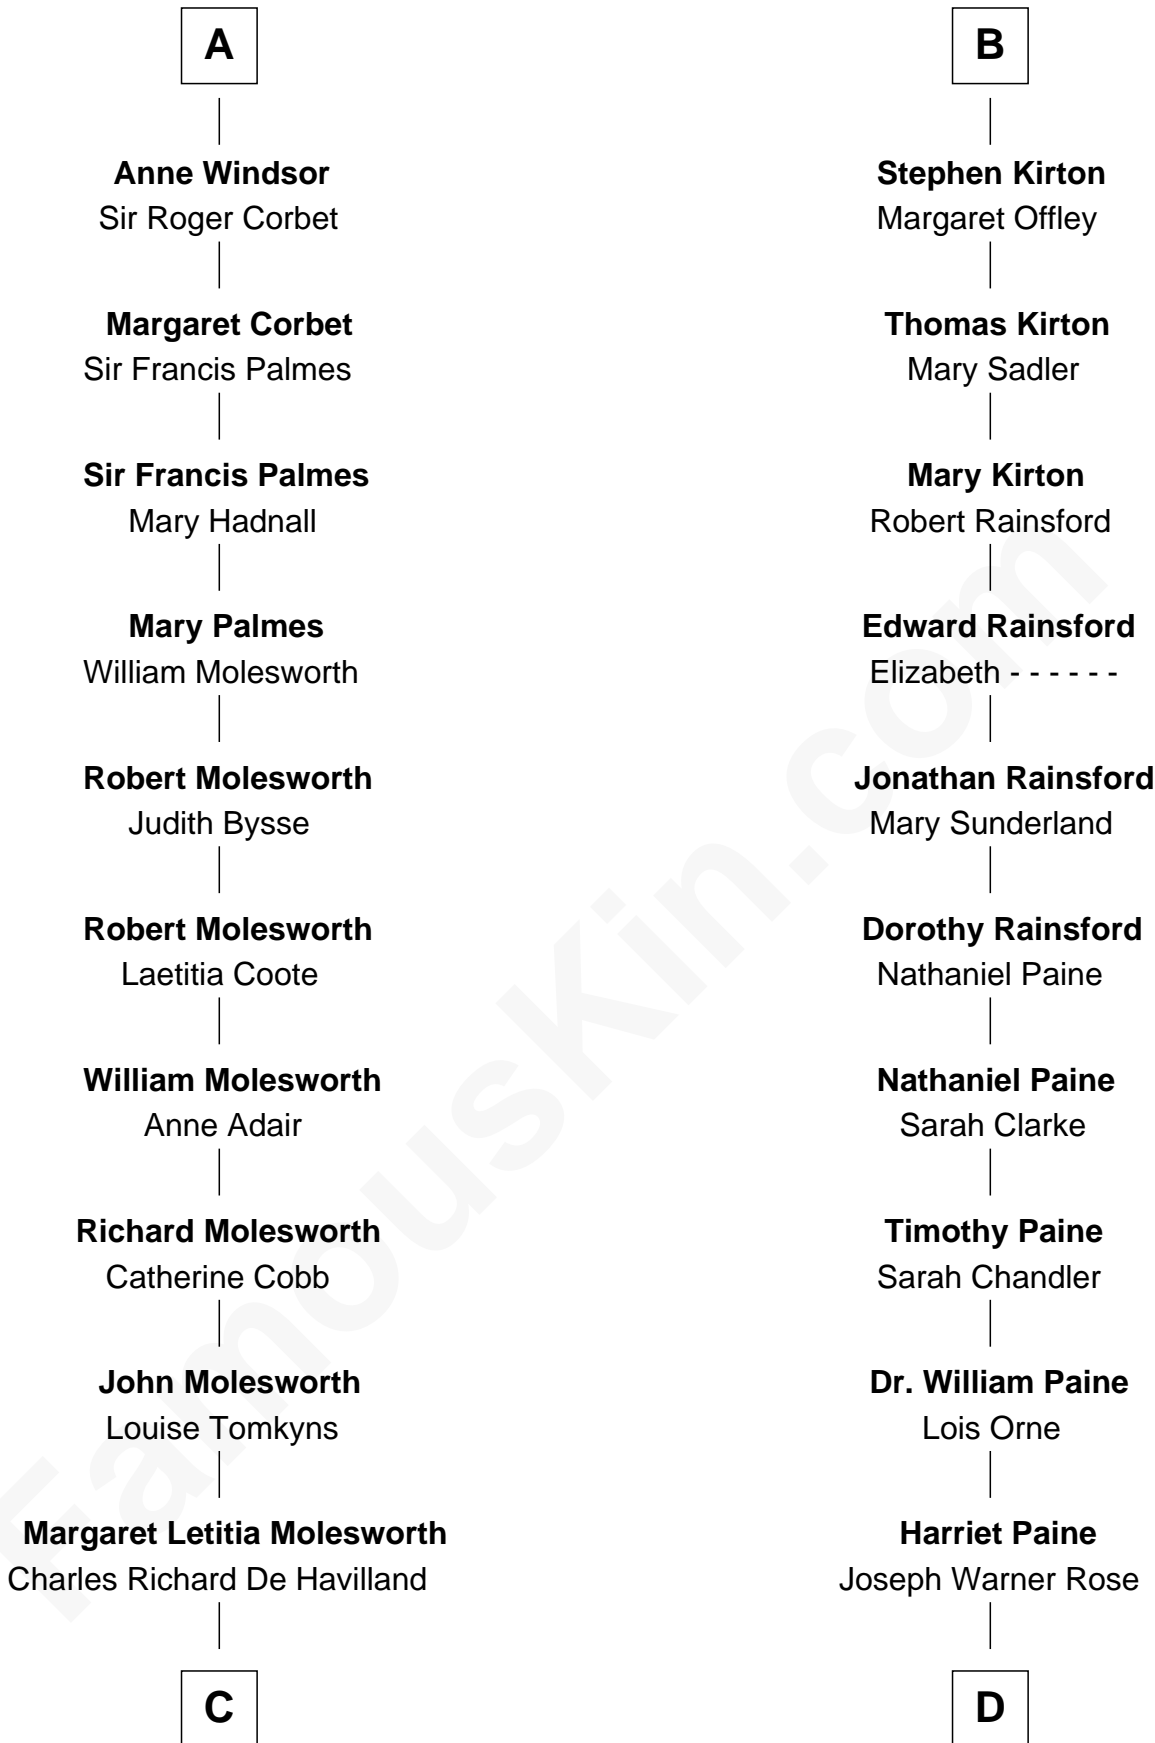 A
Anne Windsor
Sir Roger Corbet
Margaret Corbet
Sir Francis Palmes
Sir Francis Palmes
Mary Hadnall
Mary Palmes
William Molesworth
Robert Molesworth
Judith Bysse
Robert Molesworth
Laetitia Coote
William Molesworth
Anne Adair
Richard Molesworth
Catherine Cobb
John Molesworth
Louise Tomkyns
Margaret Letitia Molesworth
Charles Richard De Havilland
C
B
Stephen Kirton
Margaret Offley
Thomas Kirton
Mary Sadler
Mary Kirton
Robert Rainsford
Edward Rainsford
Elizabeth - - - - - -
Jonathan Rainsford
Mary Sunderland
Dorothy Rainsford
Nathaniel Paine
Nathaniel Paine
Sarah Clarke
Timothy Paine
Sarah Chandler
Dr. William Paine
Lois Orne
Harriet Paine
Joseph Warner Rose
D
FamousKin.com